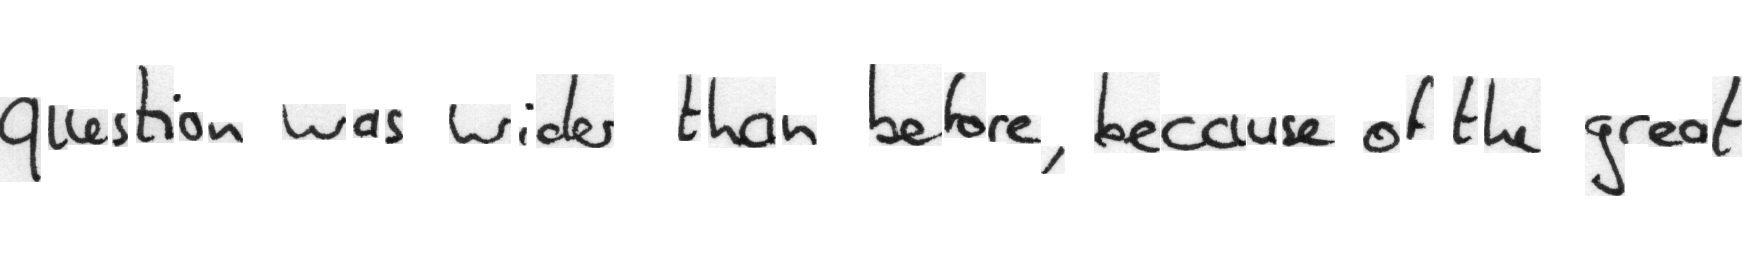 question was wider than before, because of the great